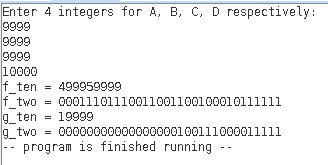 Enter 4 integers for A, B, C, D respectively:
9999
9999
9999
10000
f_ten = 499959999
f_two = 00011101110011001100100010111111
g_ten = 19999
g_two = 00000000000000000100111000011111
-- program is finished running --